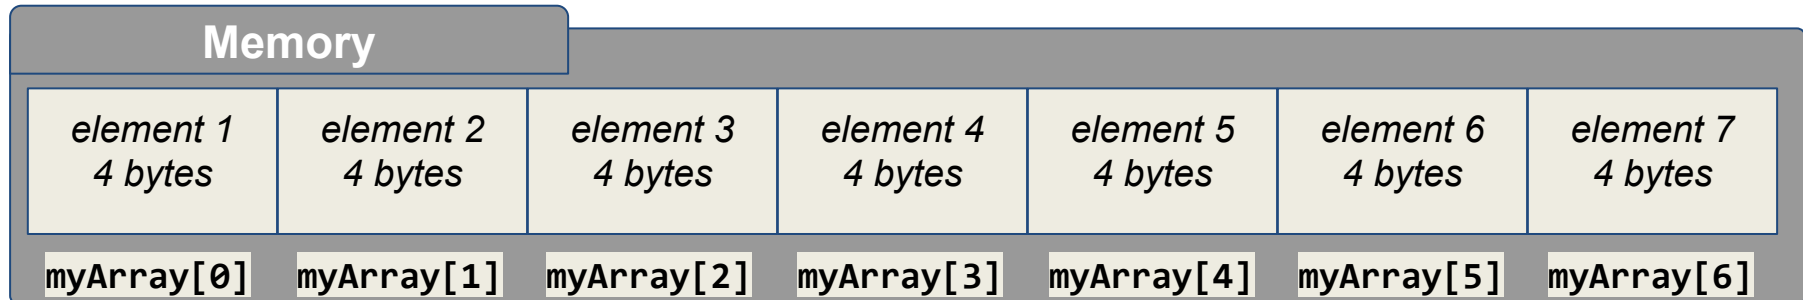 Memory
element 1
4 bytes
element 2
4 bytes
element 3
4 bytes
element 4
4 bytes
element 5
4 bytes
element 6
4 bytes
element 7
4 bytes
myArray[0]
myArray[1]
myArray[2]
myArray[3]
myArray[4]
myArray[5]
myArray[6]